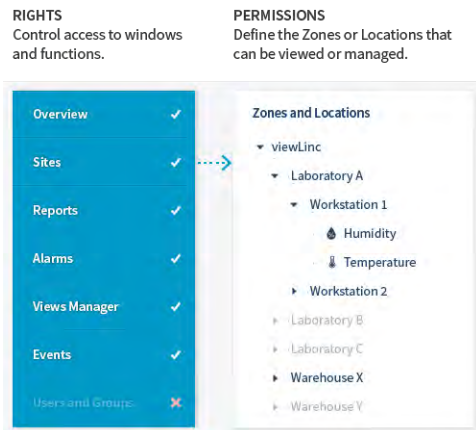 RIGHTS
Control access to windows
and functions.
PERMISSIONS
Define the Zones or Locations that
can be viewed or managed.
Overview
Sites
Reports
Alarms
Views Manager
Events
Users and Groups
Zones and Locations
viewLinc
Laboratory A
Workstation 1
Humidity
Temperature
Workstation 2
Laboratory B
Laboratory C
Warehouse X
Warehouse Y